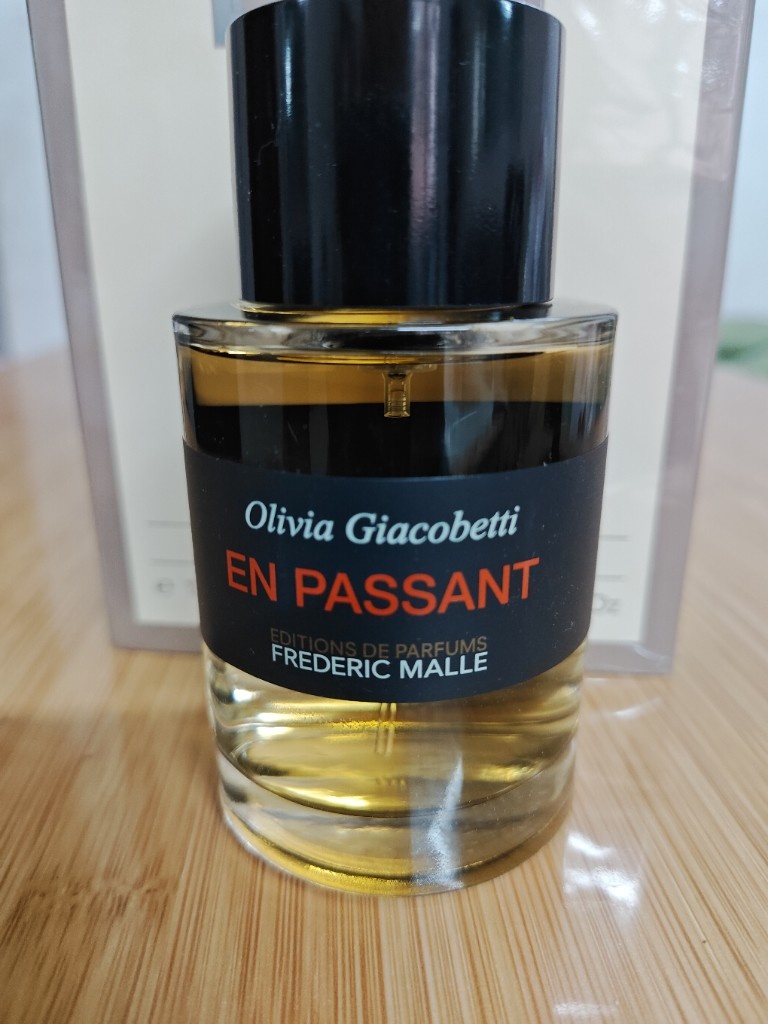 Olivia Giacobetti
EN PASSANT
EDITIONS DE PARFUMS
FREDERIC MALLE